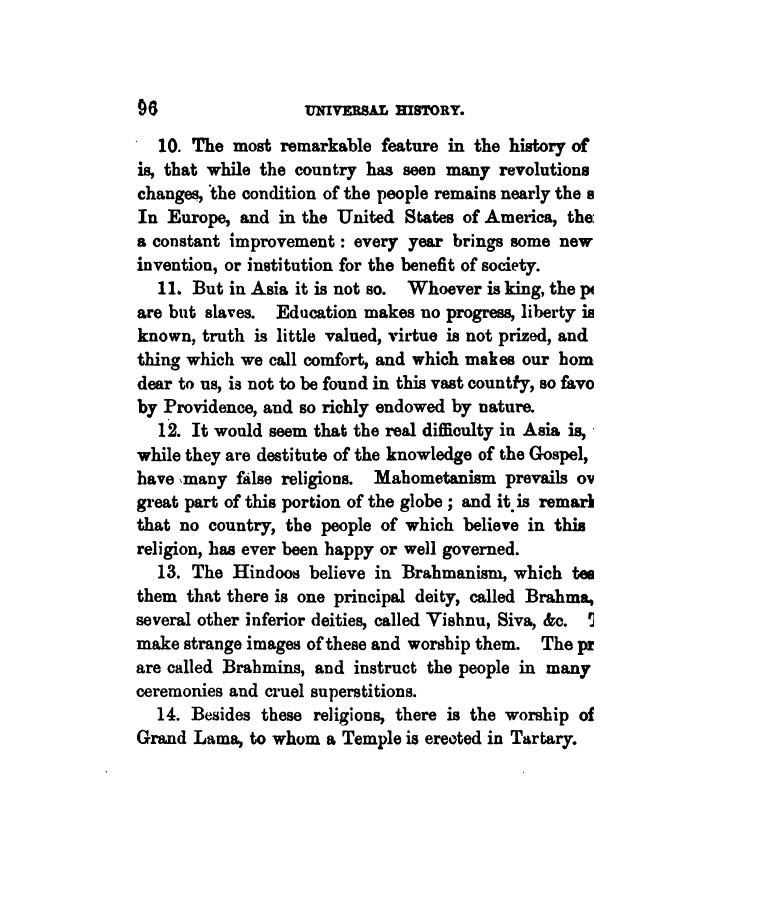 96 UNIVERSAL HISTORY.
10. The most remarkable feature in the history of
is, that while the country has seen many revolutions
changes, the condition of the people remains nearly the
In Europe, and in the United States of America,
a constant improvement : every year brings some new
invention, or institution for the benefit of society.
11. But in Asia it is not so. Whoever is king, the
are but slaves. Education makes no progress, liberty is
known, truth is little valued, virtue is not prized, and
thing which we call comfort, and which makes our
dear to us, is not to be found in this vast country, so
by Providence, and so richly endowed by nature.
12. It would seem that the real difficulty in Asia is,
while they are destitute of the knowledge of the Gospel,
have many false religions. Mahometanism prevails
great part of this portion of the globe ; and it is
that no country, the people of which believe in this
religion, has ever been happy or well governed.
13. The Hindoos believe in Brahmanism, which
them that there is one principal deity, called Brahma,
several other inferior deities, called Vishnu, Siva, &c.
make strange images of these and worship them. The
are called Brahmins, and instruct the people in many
ceremonies and cruel superstitions.
14. Besides these religions, there is the worship of
Grand Lama, to whom a Temple is erected in Tartary.